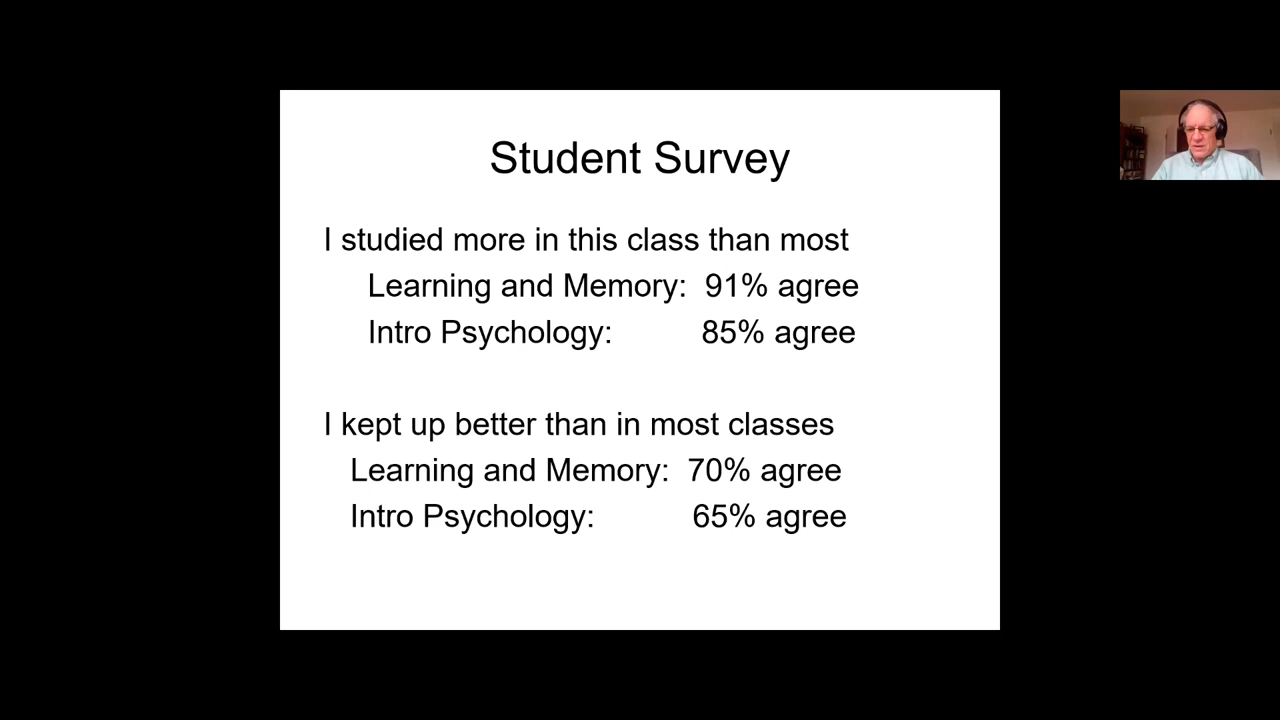 Student Survey
I studied more in this class than most
Learning and Memory: 91% agree
Intro Psychology: 85% agree
I kept up better than in most classes
Learning and Memory: 70% agree
Intro Psychology: 65% agree